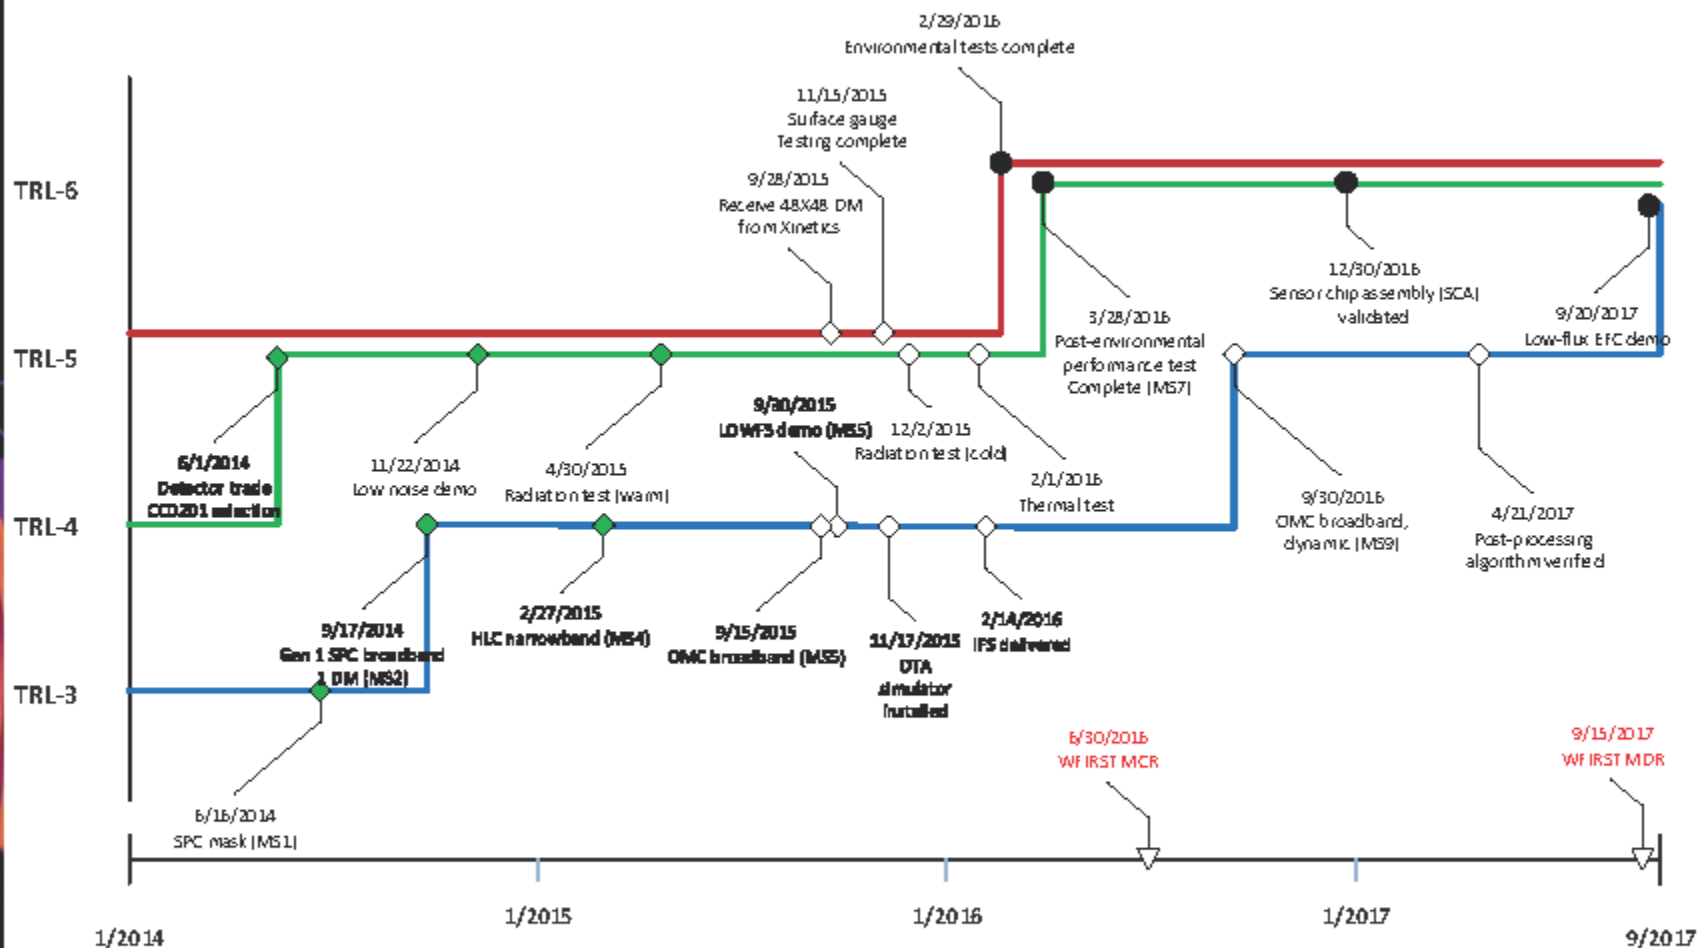 2/29/2016
Environmental tests complete
11/15/2015
Surface gauge
Testing complete
9/28/2015
Receive 48X48 DM
from Xinetics
TRL-6
12/30/2016
Sensor chip assembly (SCA)
validated
9/20/2017
Low-flux EFC demo
3/28/2016
Post-environmental
performance test
Complete (MS7)
TRL-5
9/30/2015
LOWFS demo (MS5)
12/2/2015
Radiation test (cold)
6/1/2014
Detector trade
CCD201 selection
11/22/2014
Low noise demo
4/30/2015
Radiation test (warm)
2/1/2016
Thermal test
9/30/2016
OMC broadband,
dynamic (MS9)
4/21/2017
Post-processing
algorithm verified
TRL-4
9/17/2014
Gen 1 SPC broadband
1 DM (MS2)
2/27/2015
HLC narrowband (MS4)
9/15/2015
OMC broadband (MS5)
11/17/2015
OTA
simulator
installed
2/14/2016
IFS delivered
TRL-3
6/30/2016
WFIRST MCR
9/15/2017
WFIRST MDR
6/16/2014
SPC mask (MS1)
1/2014
1/2015
1/2016
1/2017
9/2017